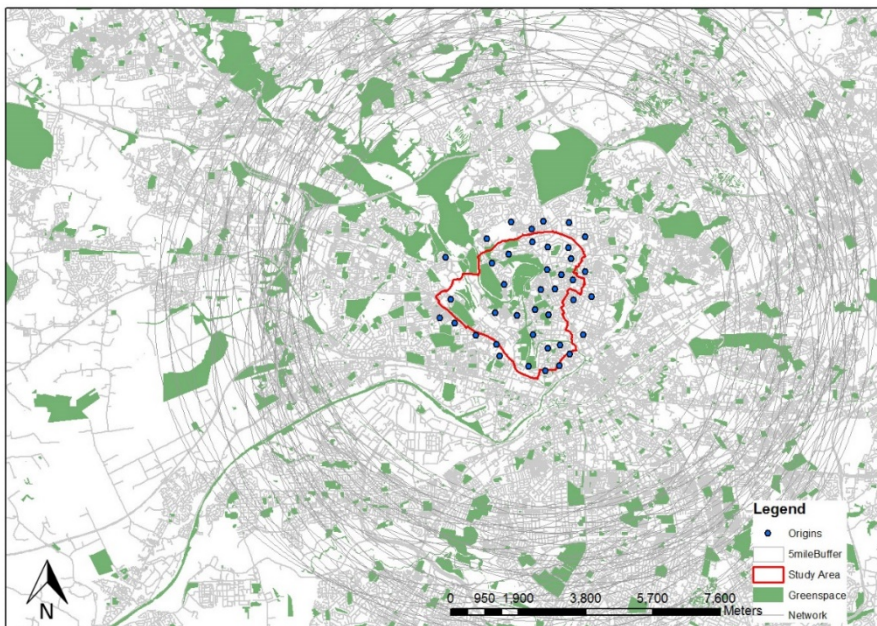 Legend
Origins
5mileBuffer
Study Area
Greenspace
Network
N
0 950 1,900 3,800 5,700 7,600
Meters